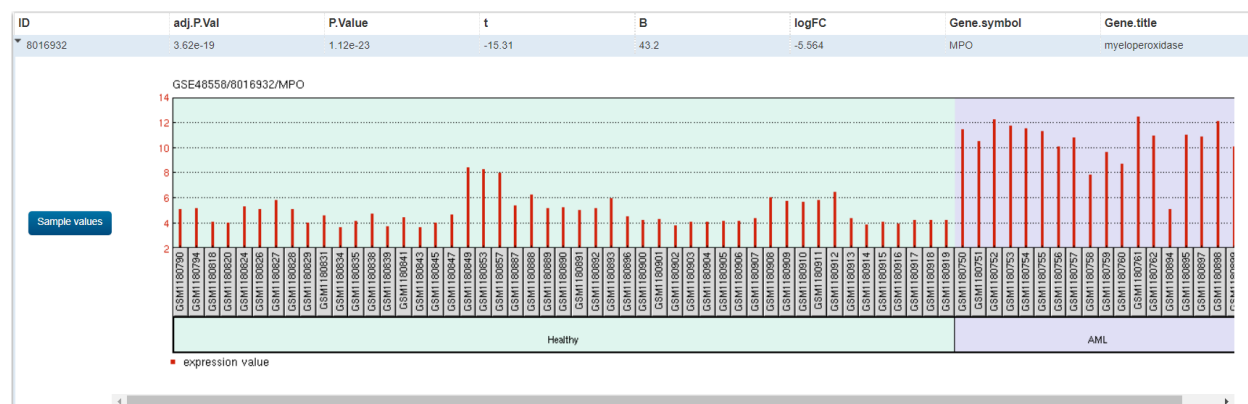 ID adj.P.Val P.Value t B logFC Gene.symbol Gene.title
8016932 3.62e-19 1.12e-23 -15.31 43.2 -5.564 MPO myeloperoxidase
GSE48558/8016932/MPO
14
12
10
8
6
4
2
Sample values
GSM1180790 GSM1180794 GSM1180818 GSM1180820 GSM1180824 GSM1180826 GSM1180827 GSM1180828 GSM1180829 GSM1180831 GSM1180834 GSM1180835 GSM1180838 GSM1180839 GSM1180841 GSM1180843 GSM1180845 GSM1180847 GSM1180849 GSM1180853 GSM1180857 GSM1180887 GSM1180888 GSM1180889 GSM1180890 GSM1180891 GSM1180892 GSM1180893 GSM1180896 GSM1180900 GSM1180901 GSM1180902 GSM1180903 GSM1180904 GSM1180905 GSM1180906 GSM1180907 GSM1180908 GSM1180909 GSM1180910 GSM1180911 GSM1180912 GSM1180913 GSM1180914 GSM1180915 GSM1180916 GSM1180917 GSM1180918 GSM1180919 GSM1180750 GSM1180751 GSM1180752 GSM1180753 GSM1180754 GSM1180755 GSM1180756 GSM1180757 GSM1180758 GSM1180759 GSM1180760 GSM1180761 GSM1180762 GSM1180894 GSM1180895 GSM1180897 GSM1180898
Healthy AML
expression value